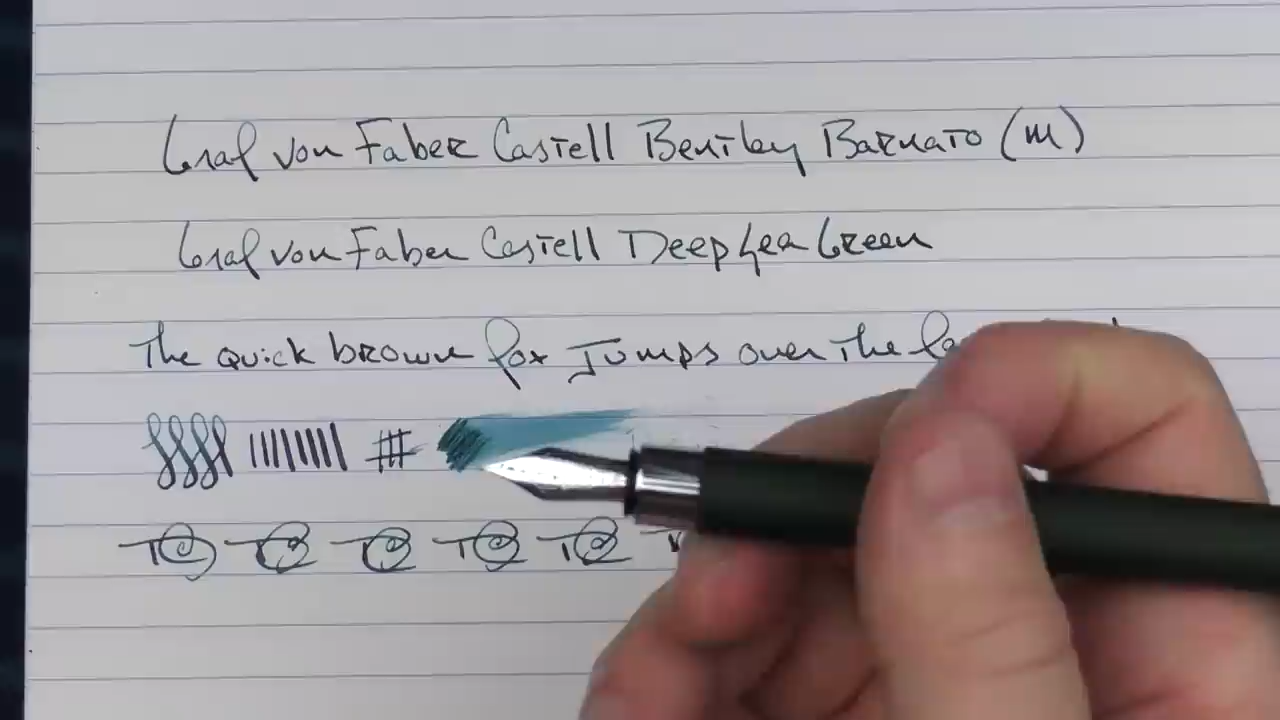 Graf von Faber Castell Bentley Barnato (M)
Graf von Faber Castell Deep Sea Green
The quick brown fox jumps over the